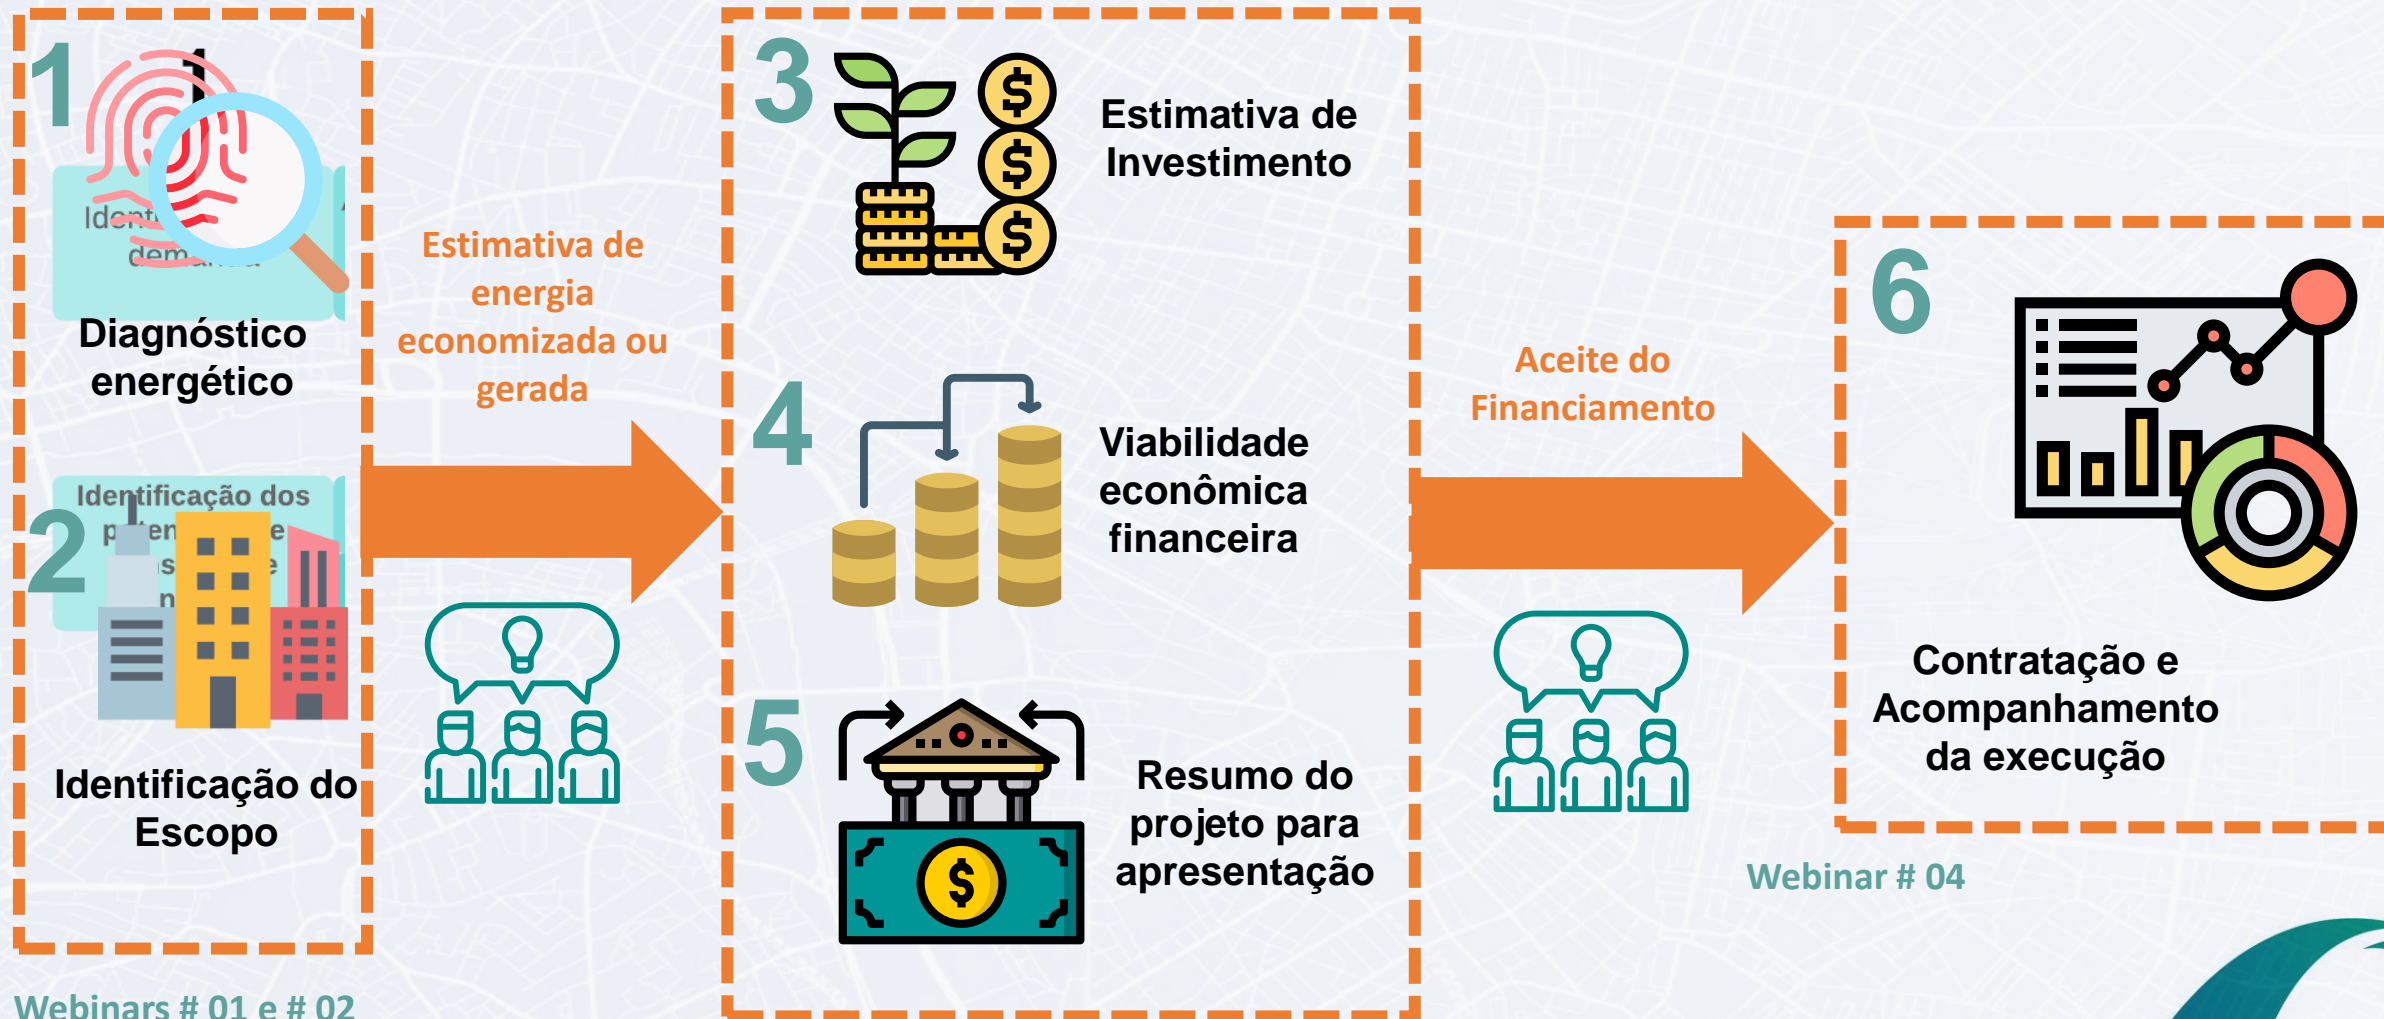 1
1
demanda
Diagnóstico
energético
2
Identificação dos
Identificação do
Escopo
Webinars # 01 e # 02
Estimativa de
energia
economizada ou
gerada
3
Estimativa de
Investimento
4
Viabilidade
econômica
financeira
5
Resumo do
projeto para
apresentação
Aceite do
Financiamento
6
Contratação e
Acompanhamento
da execução
Webinar # 04